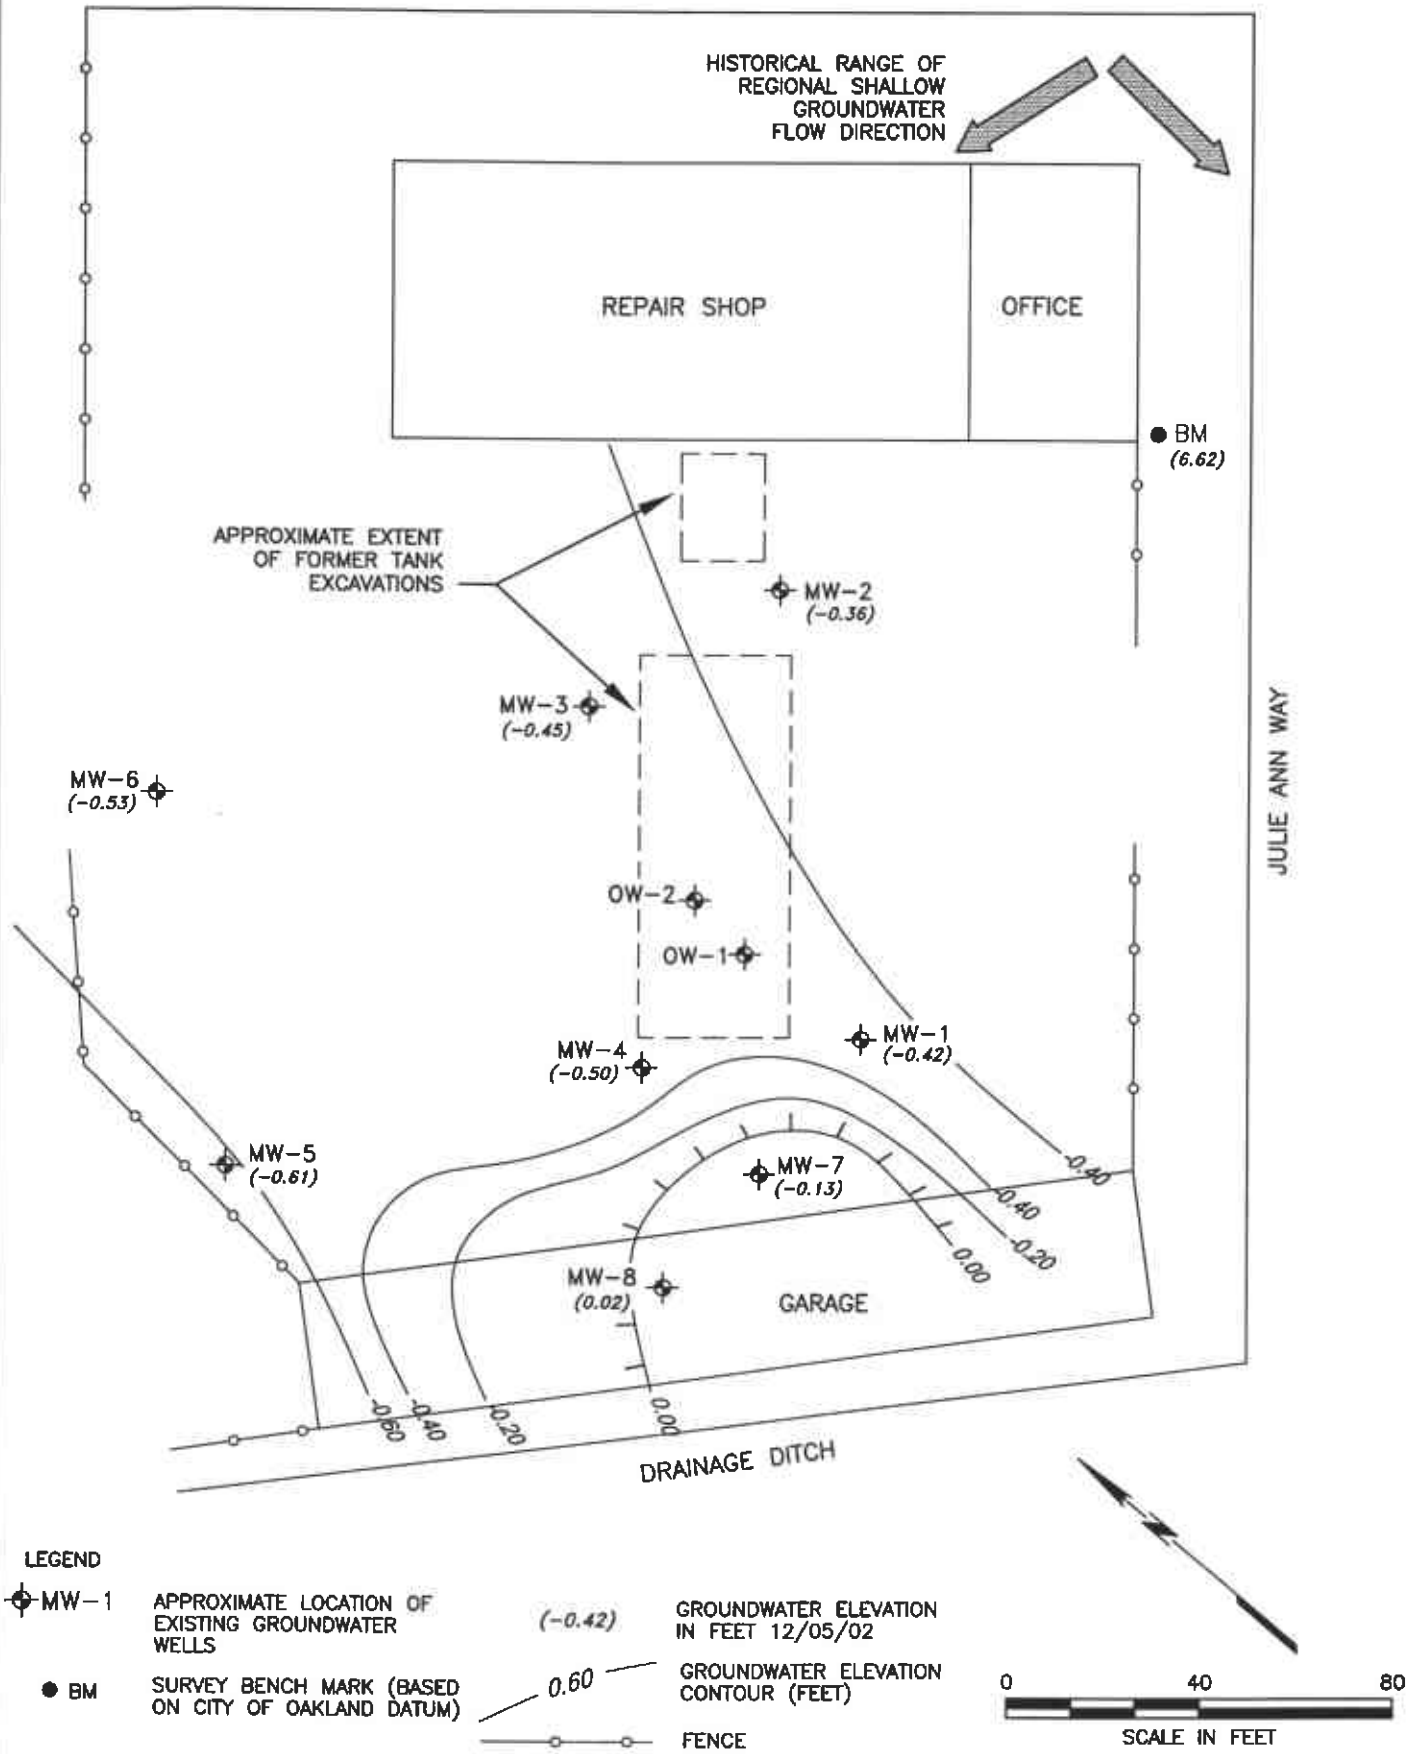 HISTORICAL RANGE OF
REGIONAL SHALLOW
GROUNDWATER
FLOW DIRECTION
REPAIR SHOP
OFFICE
BM
(6.62)
APPROXIMATE EXTENT
OF FORMER TANK
EXCAVATIONS
MW-2
(-0.36)
MW-3
(-0.45)
MW-6
(-0.53)
JULIE ANN WAY
OW-2
OW-1
MW-1
(-0.42)
MW-4
(-0.50)
MW-5
(-0.61)
MW-7
(-0.13)
-0.40
-0.40
-0.20
0.00
MW-8
(0.02)
GARAGE
-0.60
-0.40
-0.20
0.00
DRAINAGE DITCH
N
LEGEND
MW-1
APPROXIMATE LOCATION OF
EXISTING GROUNDWATER
WELLS
BM
SURVEY BENCH MARK (BASED
ON CITY OF OAKLAND DATUM)
(-0.42)
GROUNDWATER ELEVATION
IN FEET 12/05/02
0.60
GROUNDWATER ELEVATION
CONTOUR (FEET)
FENCE
0 40 80
SCALE IN FEET